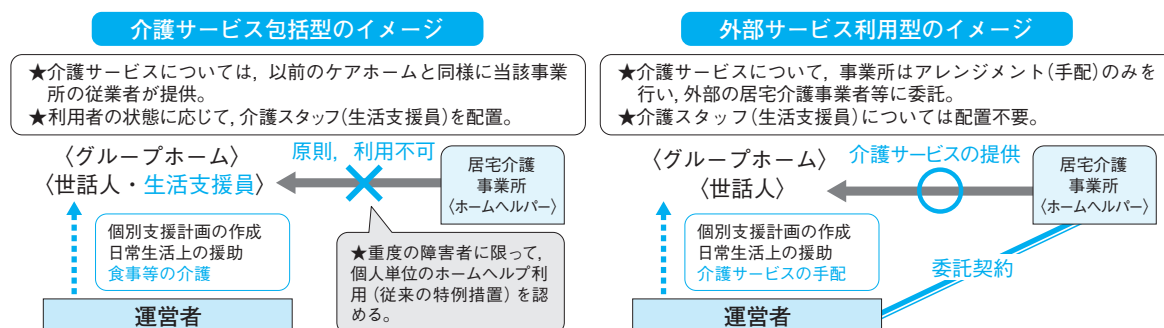 介護サービス包括型のイメージ
★介護サービスについては，以前のケアホームと同様に当該事業
所の従業者が提供。
★利用者の状態に応じて，介護スタッフ（生活支援員）を配置。
〈グループホーム〉
〈世話人・生活支援員〉
原則，利用不可
居宅介護
事業所
〈ホームヘルパー〉
個別支援計画の作成
日常生活上の援助
食事等の介護
★重度の障害者に限って，
個人単位のホームヘルプ利
用（従来の特例措置）を認
める。
運営者
外部サービス利用型のイメージ
★介護サービスについて，事業所はアレンジメント（手配）のみを
行い，外部の居宅介護事業者等に委託。
★介護スタッフ（生活支援員）については配置不要。
〈グループホーム〉
〈世話人〉
介護サービスの提供
居宅介護
事業所
〈ホームヘルパー〉
個別支援計画の作成
日常生活上の援助
介護サービスの手配
委託契約
運営者